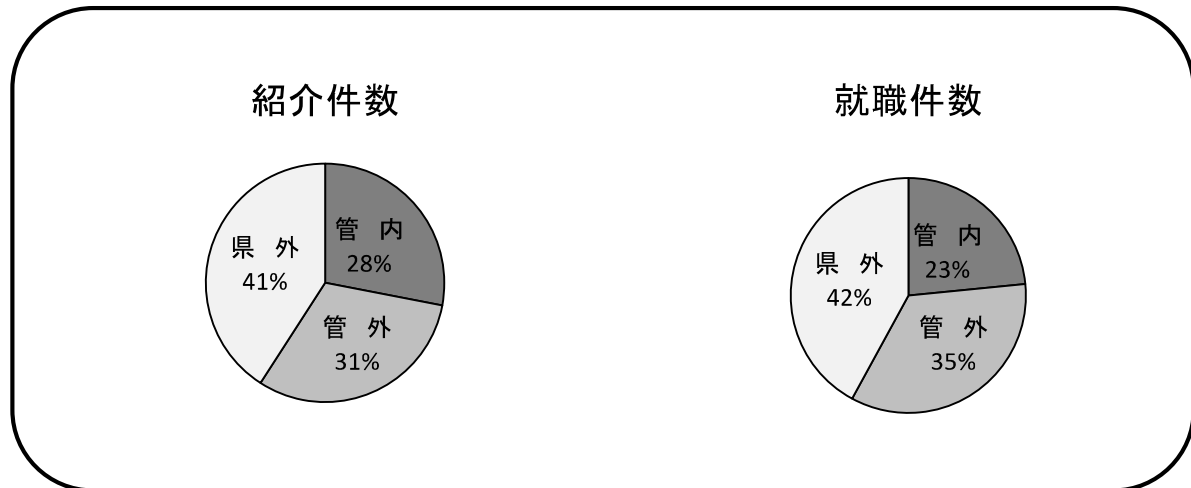 紹介件数
管 内
28%
管 外
31%
県 外
41%
就職件数
管 内
23%
管 外
35%
県 外
42%